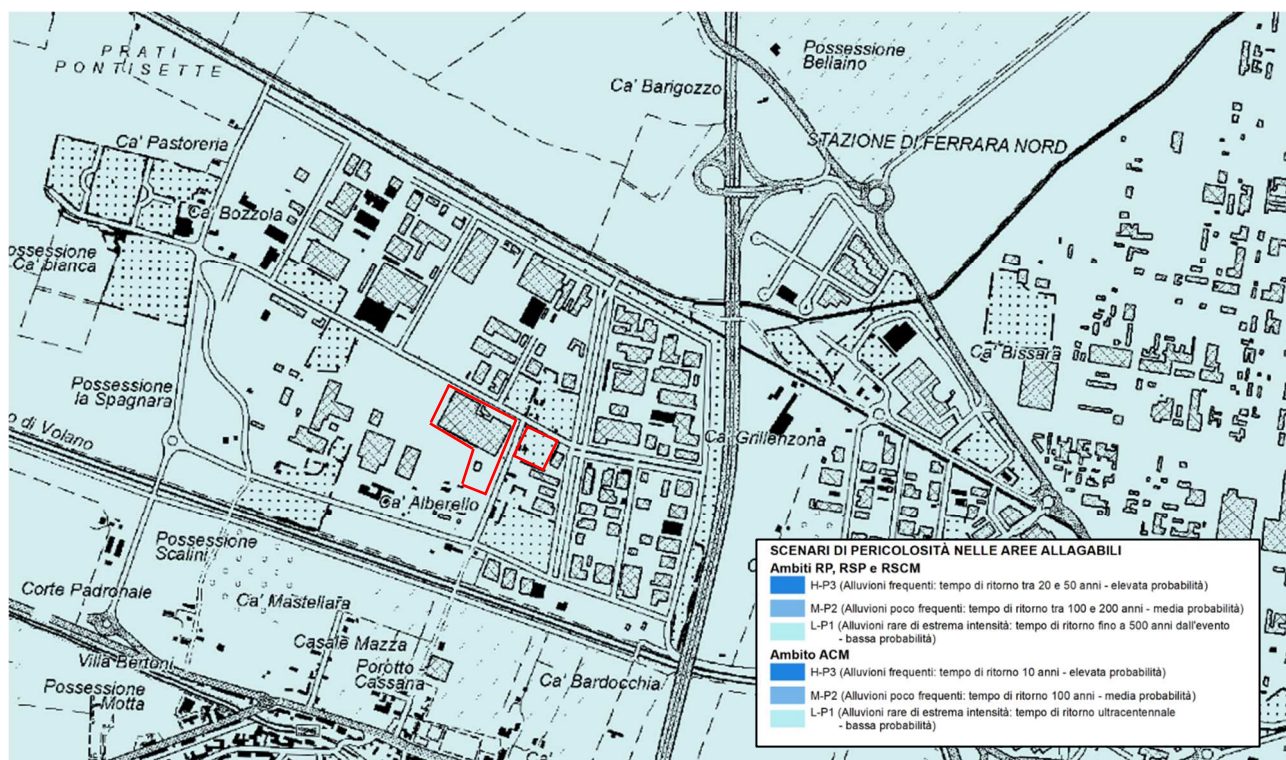 PRATI
PONTISETTE
Possessione
Bellaino
Ca' Barigozzo
Ca' Pastoreria
STAZIONE DI FERRARA NORD
Ca' Bozzola
Possessione
Ca' bianca
Ca' Bissara
Possessione
la Spagnara
o di Volano
Ca' Grillenzona
Ca' Alberello
Possessione
Scalini
Corte Padronale
Ca' Mastellara
Casale Mazza
Villa Bertoni
Porotto
Cassana
Ca' Bardocchia
Possessione
Motta
SCENARI DI PERICOLOSITÀ NELLE AREE ALLAGABILI
Ambiti RP, RSP e RSCM
H-P3 (Alluvioni frequenti: tempo di ritorno tra 20 e 50 anni - elevata probabilità)
M-P2 (Alluvioni poco frequenti: tempo di ritorno tra 100 e 200 anni - media probabilità)
L-P1 (Alluvioni rare di estrema intensità: tempo di ritorno fino a 500 anni dall'evento
- bassa probabilità)
Ambito ACM
H-P3 (Alluvioni frequenti: tempo di ritorno 10 anni - elevata probabilità)
M-P2 (Alluvioni poco frequenti: tempo di ritorno 100 anni - media probabilità)
L-P1 (Alluvioni rare di estrema intensità: tempo di ritorno ultracentennale
- bassa probabilità)